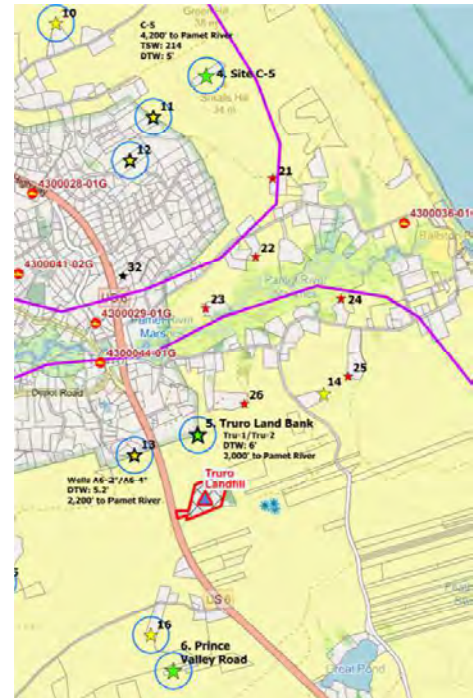 10
C-5
4,200' to Pamet River
TSW: 214
DTW: 5'
4. Site C-5
11
12
21
4300028-01G
4300036-01G
22
4300041-02G
32
US 6
23
24
4300029-01G
Pamet River
4300044-01G
25
14
26
5. Truro Land Bank
Tru-1/Tru-2
DTW: 6'
2,000' to Pamet River
13
Wells A6-2"/A6-4"
DTW: 5.2'
2,200' to Pamet River
Truro
Landfill
US 6
16
6. Prince
Valley Road
Great Pond